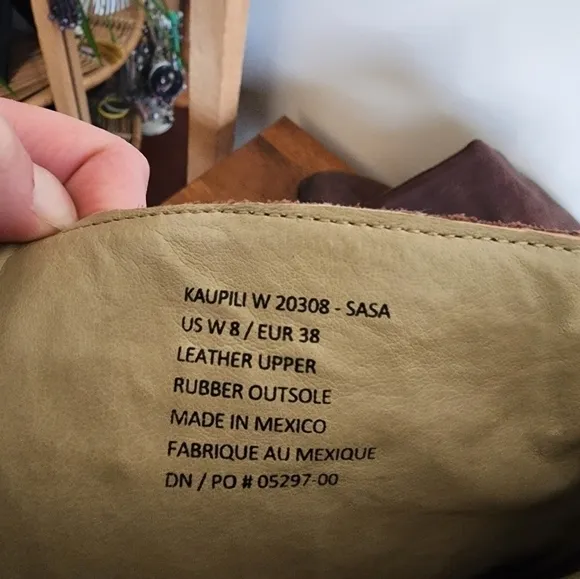 KAUPILI W 20308 - SASA
US W 8 / EUR 38
LEATHER UPPER
RUBBER OUTSOLE
MADE IN MEXICO
FABRIQUE AU MEXIQUE
DN / PO # 05297-00